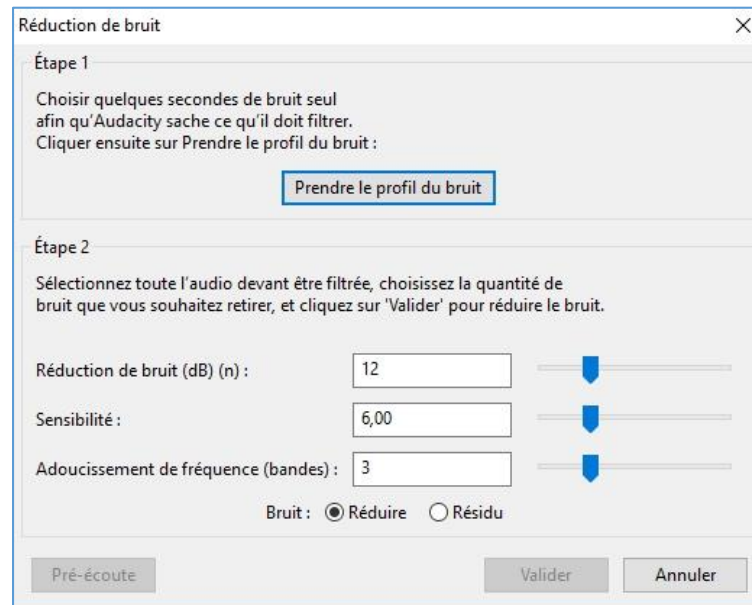 Réduction de bruit
Étape 1
Choisir quelques secondes de bruit seul
afin qu'Audacity sache ce qu'il doit filtrer.
Cliquer ensuite sur Prendre le profil du bruit :
Prendre le profil du bruit
Étape 2
Sélectionnez toute l'audio devant être filtrée, choisissez la quantité de
bruit que vous souhaitez retirer, et cliquez sur 'Valider' pour réduire le bruit.
Réduction de bruit (dB) (n) : 12
Sensibilité : 6,00
Adoucissement de fréquence (bandes) : 3
Bruit : Réduire Résidu
Pré-écoute Valider Annuler